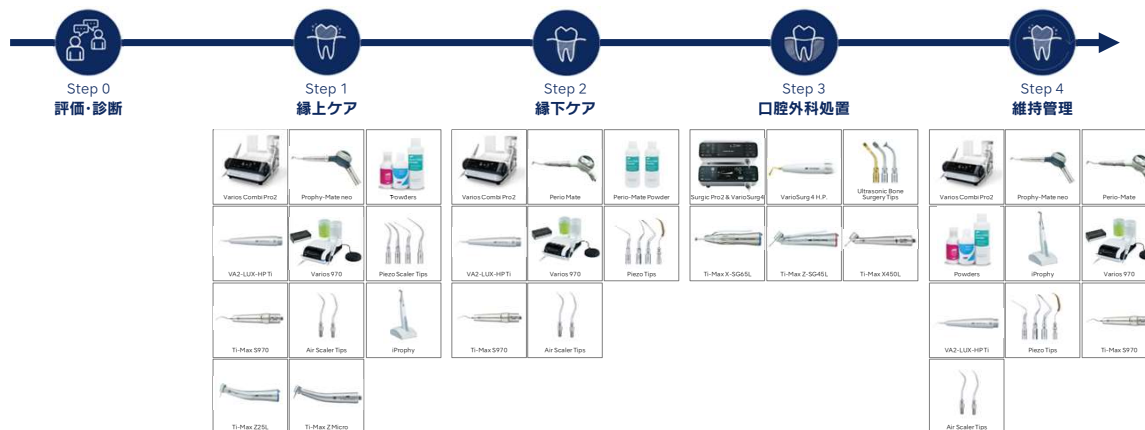 Step 0
評価・診断
Step 1
縁上ケア
Step 2
縁下ケア
Step 3
口腔外科処置
Step 4
維持管理
Varios Combi Pro2
Prophy-Mate neo
Powders
VA2-LUX-HP Ti
Varios 970
Piezo Scaler Tips
Ti-Max S970
Air Scaler Tips
iProphy
Ti-Max Z25L
Ti-Max Z Micro
Varios Combi Pro2
Perio Mate
Perio-Mate Powder
VA2-LUX-HP Ti
Varios 970
Piezo Tips
Ti-Max S970
Air Scaler Tips
Surgic Pro2 & VarioSurg4
VarioSurg 4 H.P.
Ultrasonic Bone
Surgery Tips
Ti-Max X-SG65L
Ti-Max Z-SG45L
Ti-Max X450L
Varios Combi Pro2
Prophy-Mate neo
Perio-Mate
Powders
iProphy
Varios 970
VA2-LUX-HP Ti
Piezo Tips
Ti-Max S970
Air Scaler Tips